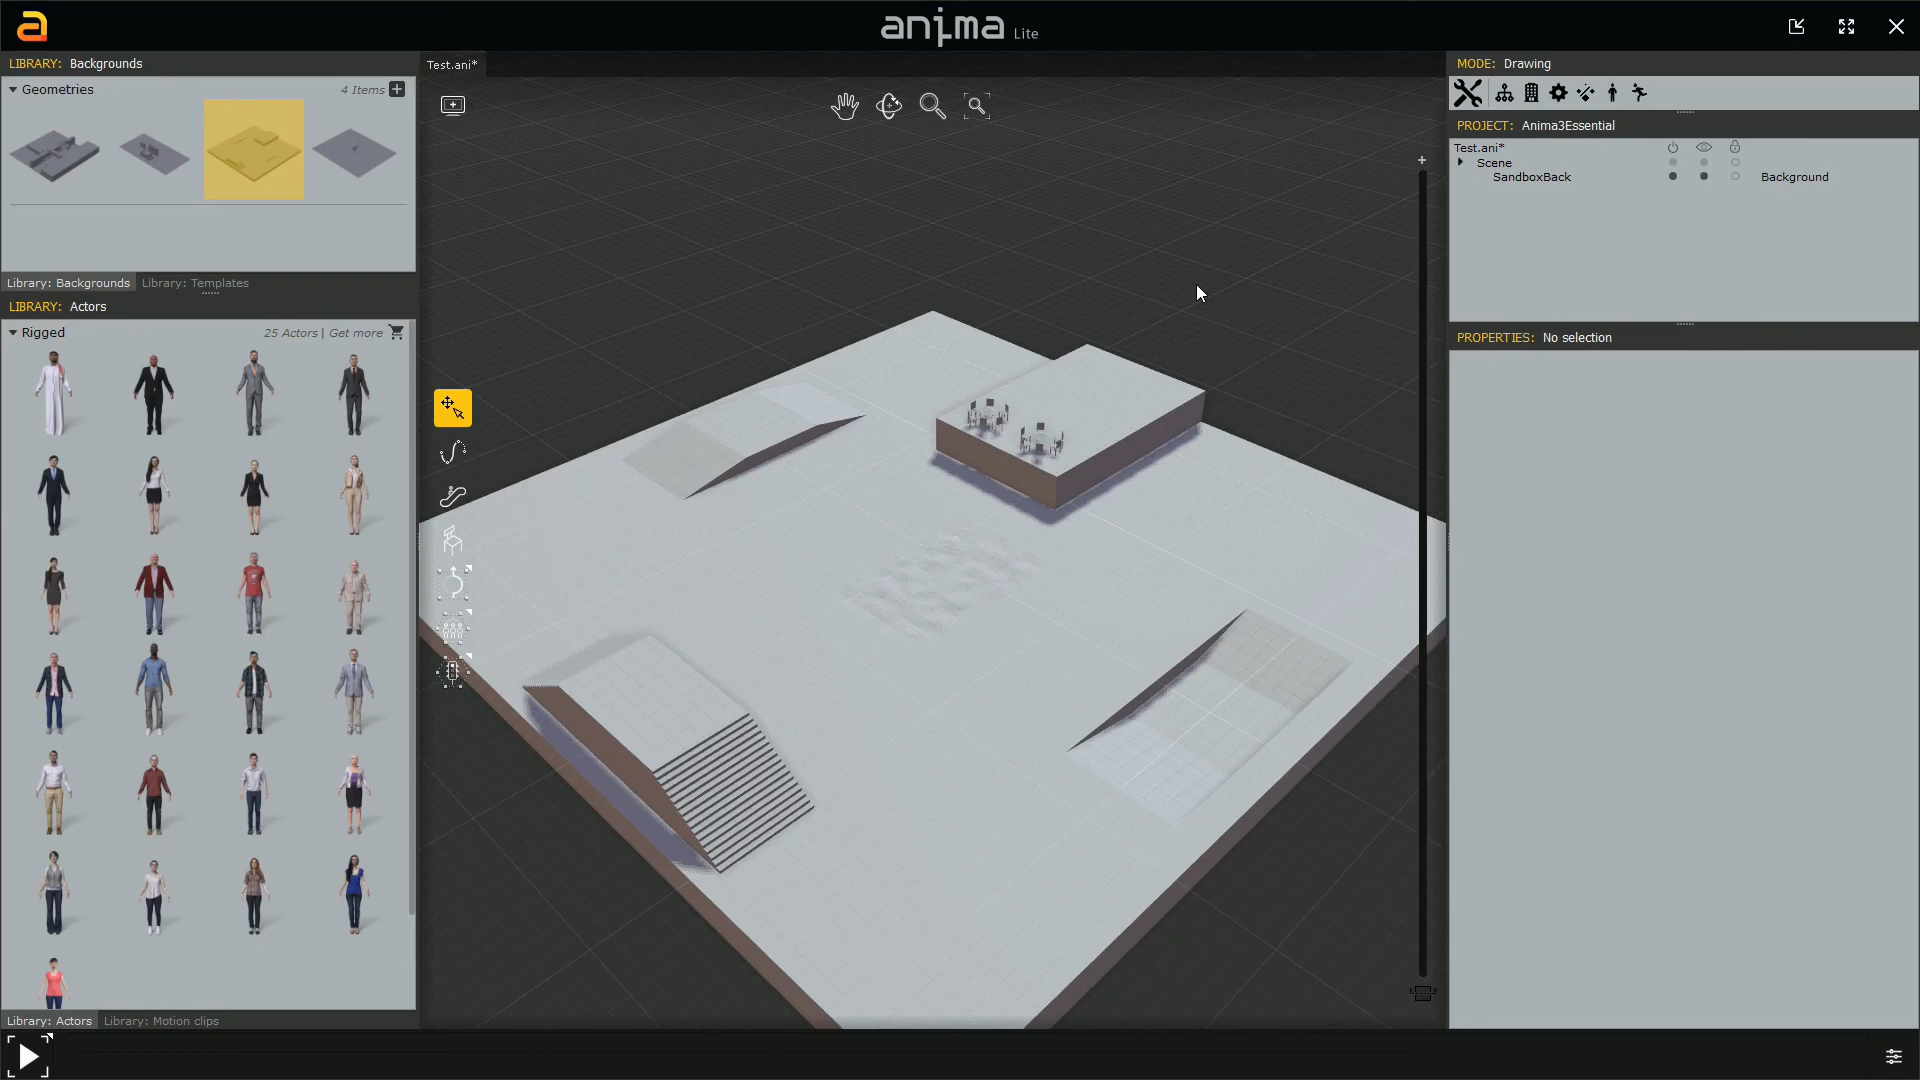 anima Lite
LIBRARY: Backgrounds
Geometries
4 Items
Library: Backgrounds
Library: Templates
LIBRARY: Actors
Rigged
25 Actors | Get more
Library: Actors
Library: Motion clips
Test.ani*
MODE: Drawing
PROJECT: Anima3Essential
Test.ani*
Scene
SandboxBack
Background
PROPERTIES: No selection